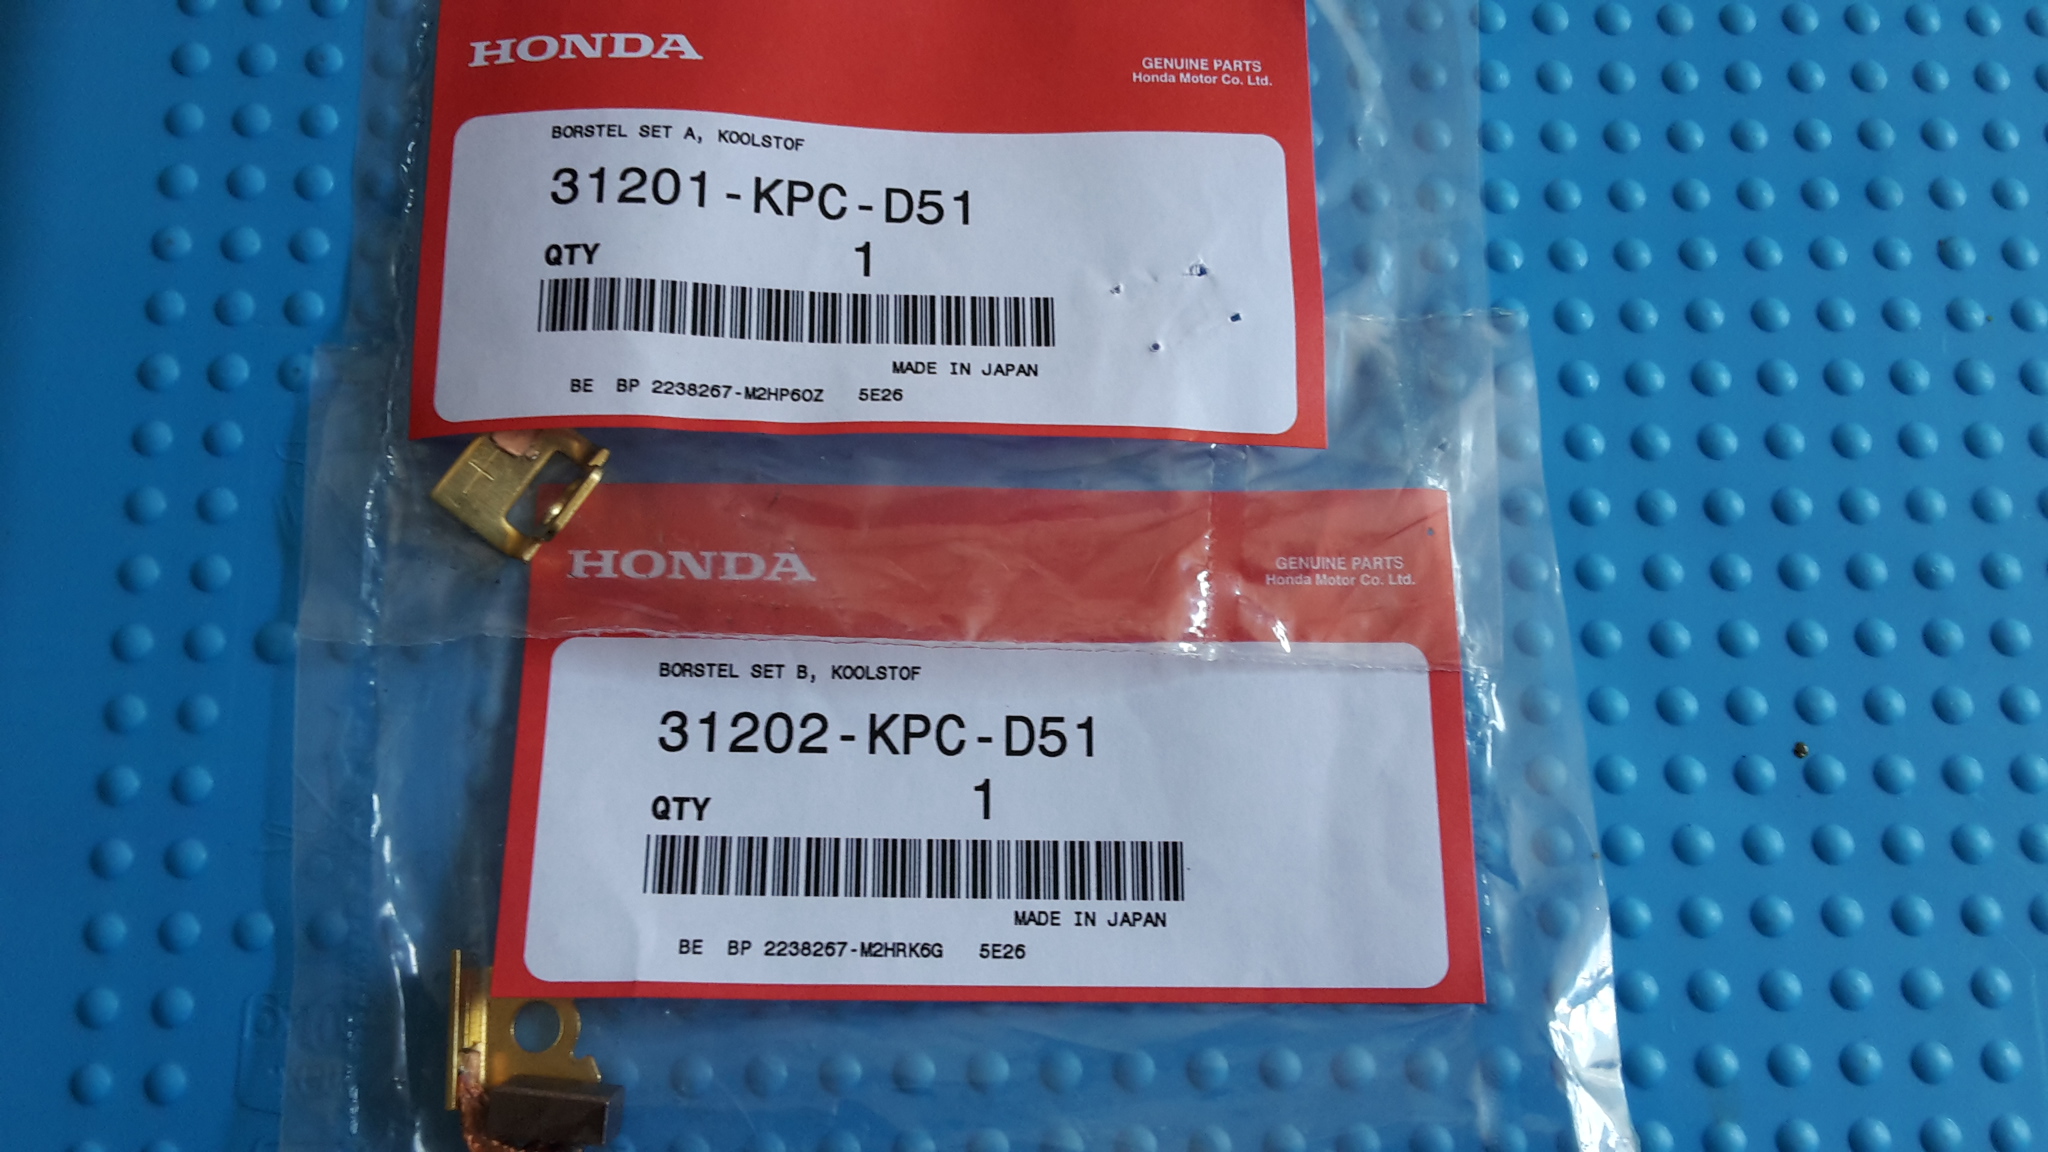 HONDA
GENUINE PARTS
Honda Motor Co. Ltd.
BORSTEL SET A, KOOLSTOF
31201-KPC-D51
QTY 1
MADE IN JAPAN
BE BP 2238267-M2HP6OZ 5E26
HONDA
GENUINE PARTS
Honda Motor Co. Ltd.
BORSTEL SET B, KOOLSTOF
31202-KPC-D51
QTY 1
MADE IN JAPAN
BE BP 2238267-M2HRK6G 5E26